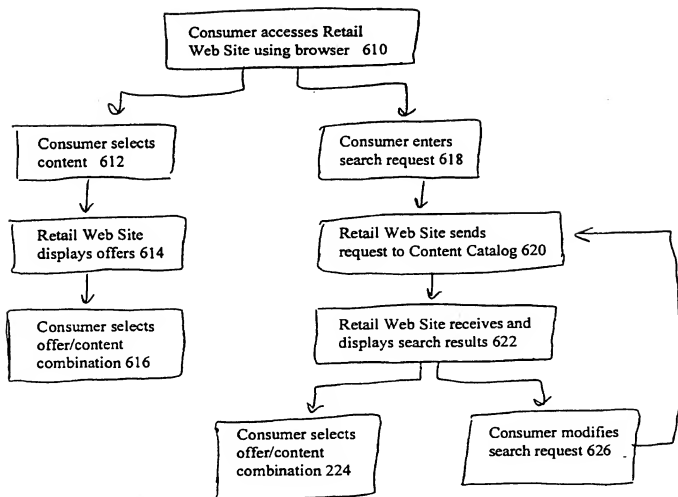 Consumer accesses Retail
Web Site using browser 610
Consumer selects
content 612
Consumer enters
search request 618
Retail Web Site
displays offers 614
Retail Web Site sends
request to Content Catalog 620
Consumer selects
offer/content
combination 616
Retail Web Site receives and
displays search results 622
Consumer selects
offer/content
combination 224
Consumer modifies
search request 626